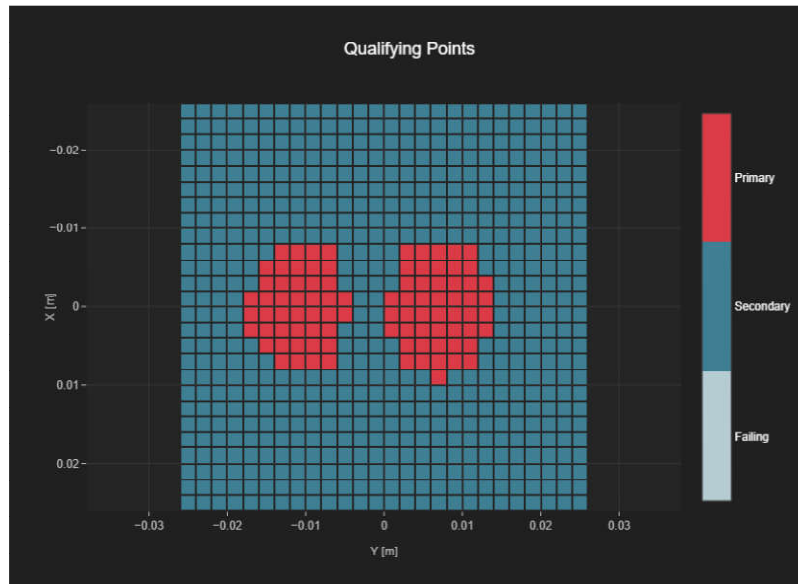 Qualifying Points
−0.02
−0.01
0
0.01
0.02
X [m]
−0.03
−0.02
−0.01
0
0.01
0.02
0.03
Y [m]
Primary
Secondary
Failing